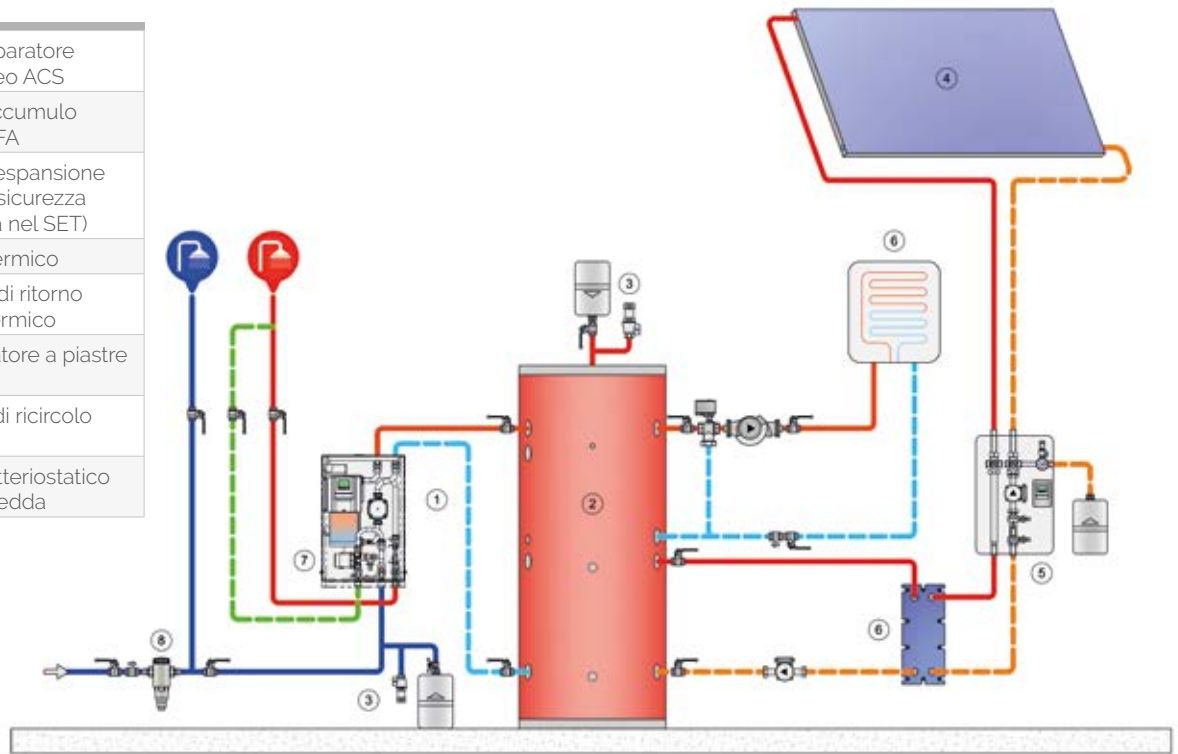 paratore
eo ACS
ccumulo
FA
espansione
sicurezza
a nel SET)
ermico
di ritorno
ermico
tore a piastre
di ricircolo
tteriostatico
edda
4
6
3
1
2
7
5
6
8
3